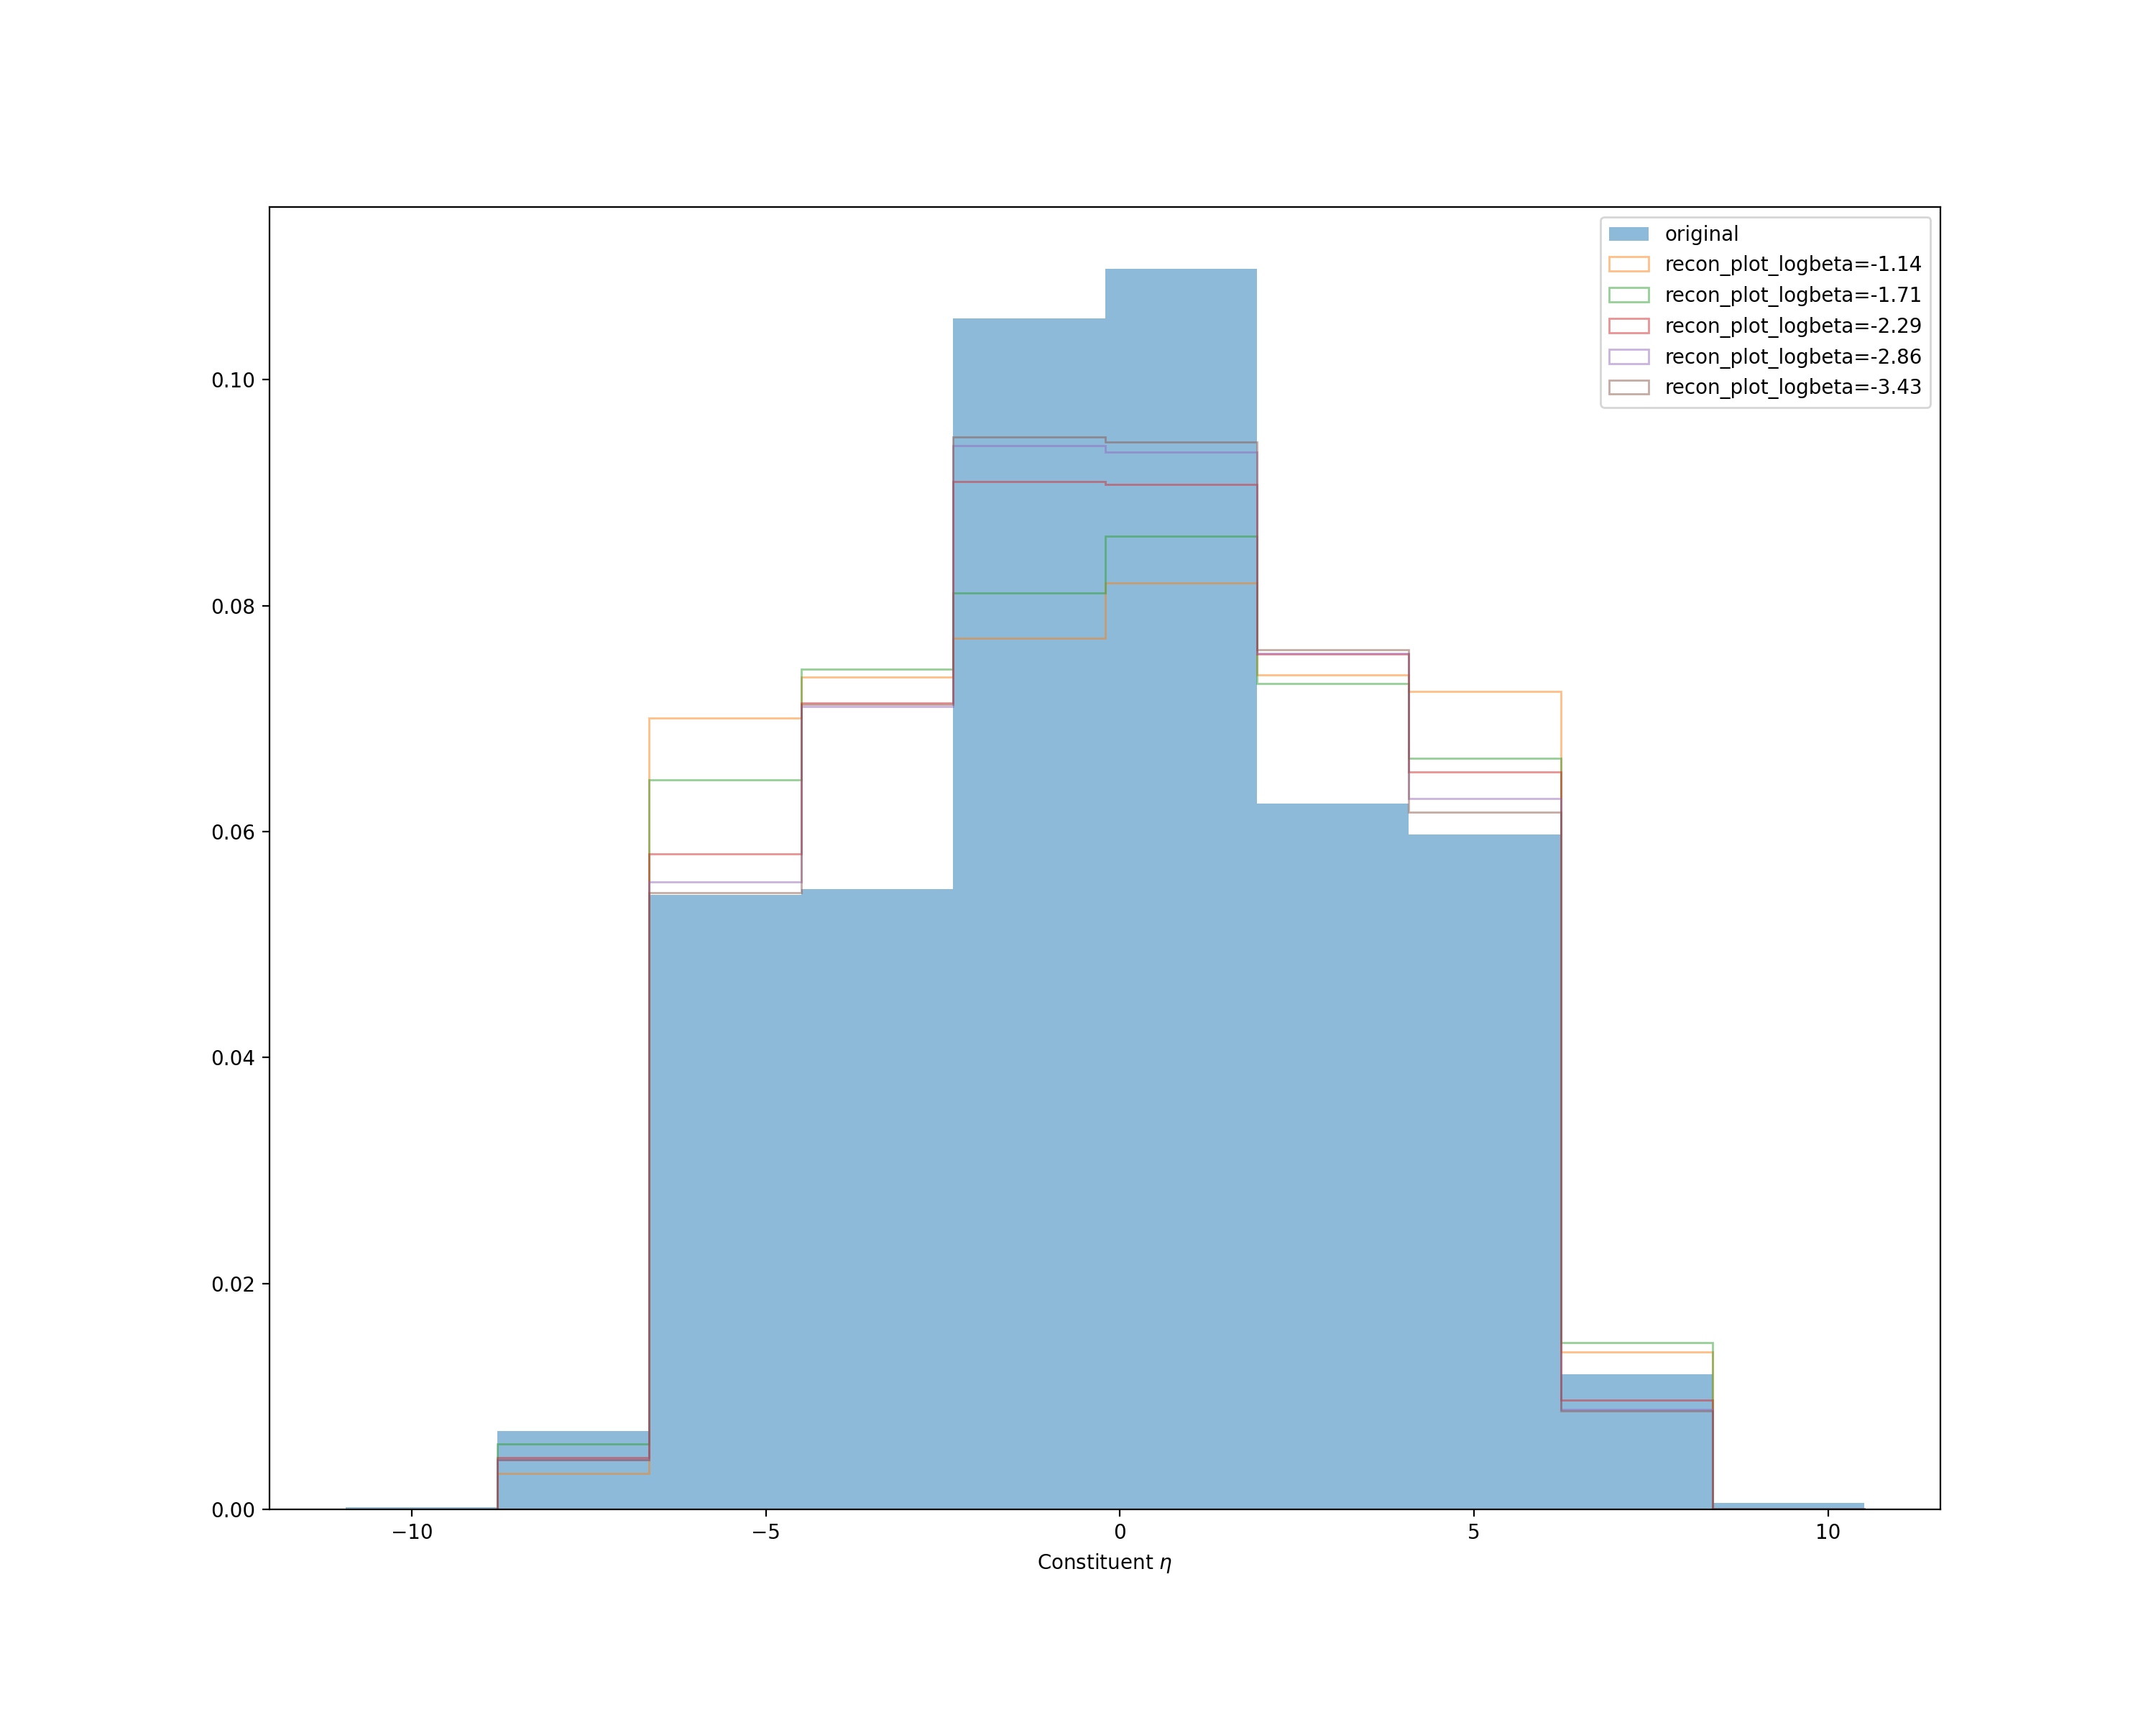 original
recon_plot_logbeta=-1.14
recon_plot_logbeta=-1.71
recon_plot_logbeta=-2.29
recon_plot_logbeta=-2.86
recon_plot_logbeta=-3.43
0.10
0.08
0.06
0.04
0.02
0.00
−10 −5 0 5 10
Constituent η